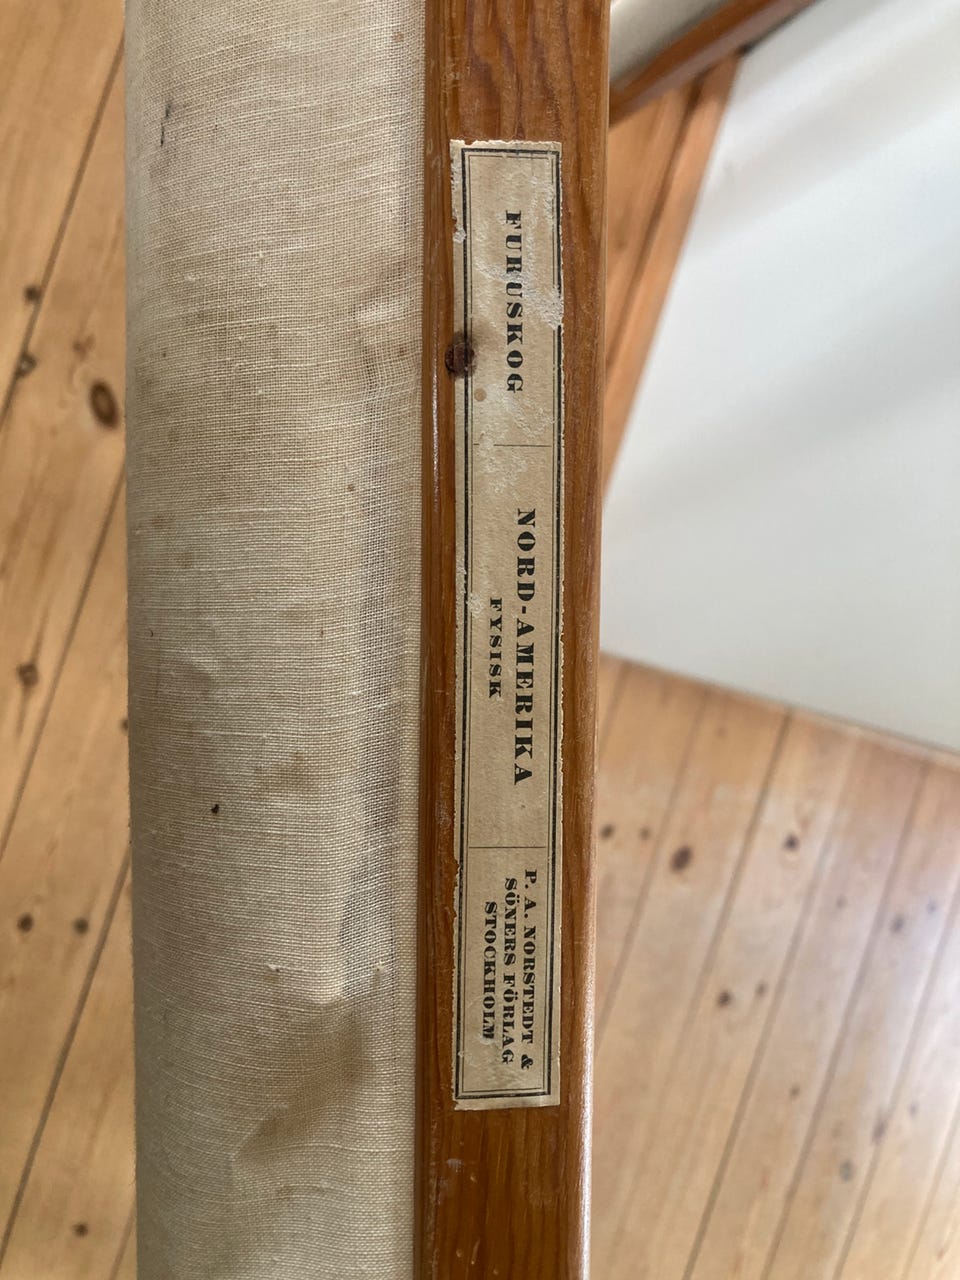 FURUSKOG
NORD-AMERIKA
FYSISK
P. A. NORSTEDT &
SÖNERS FÖRLAG
STOCKHOLM